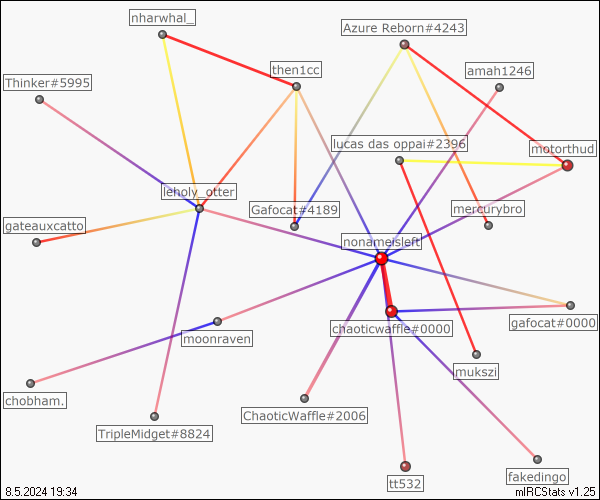 nharwhal_
Azure Reborn#4243
then1cc
amah1246
Thinker#5995
lucas das oppai#2396
motorthud
leholy_otter
Gafocat#4189
mercurybro
gateauxcatto
nonameisleft
gafocat#0000
chaoticwaffle#0000
moonraven
mukszi
chobham.
ChaoticWaffle#2006
TripleMidget#8824
fakedingo
tt532
8.5.2024 19:34
mIRCStats v1.25